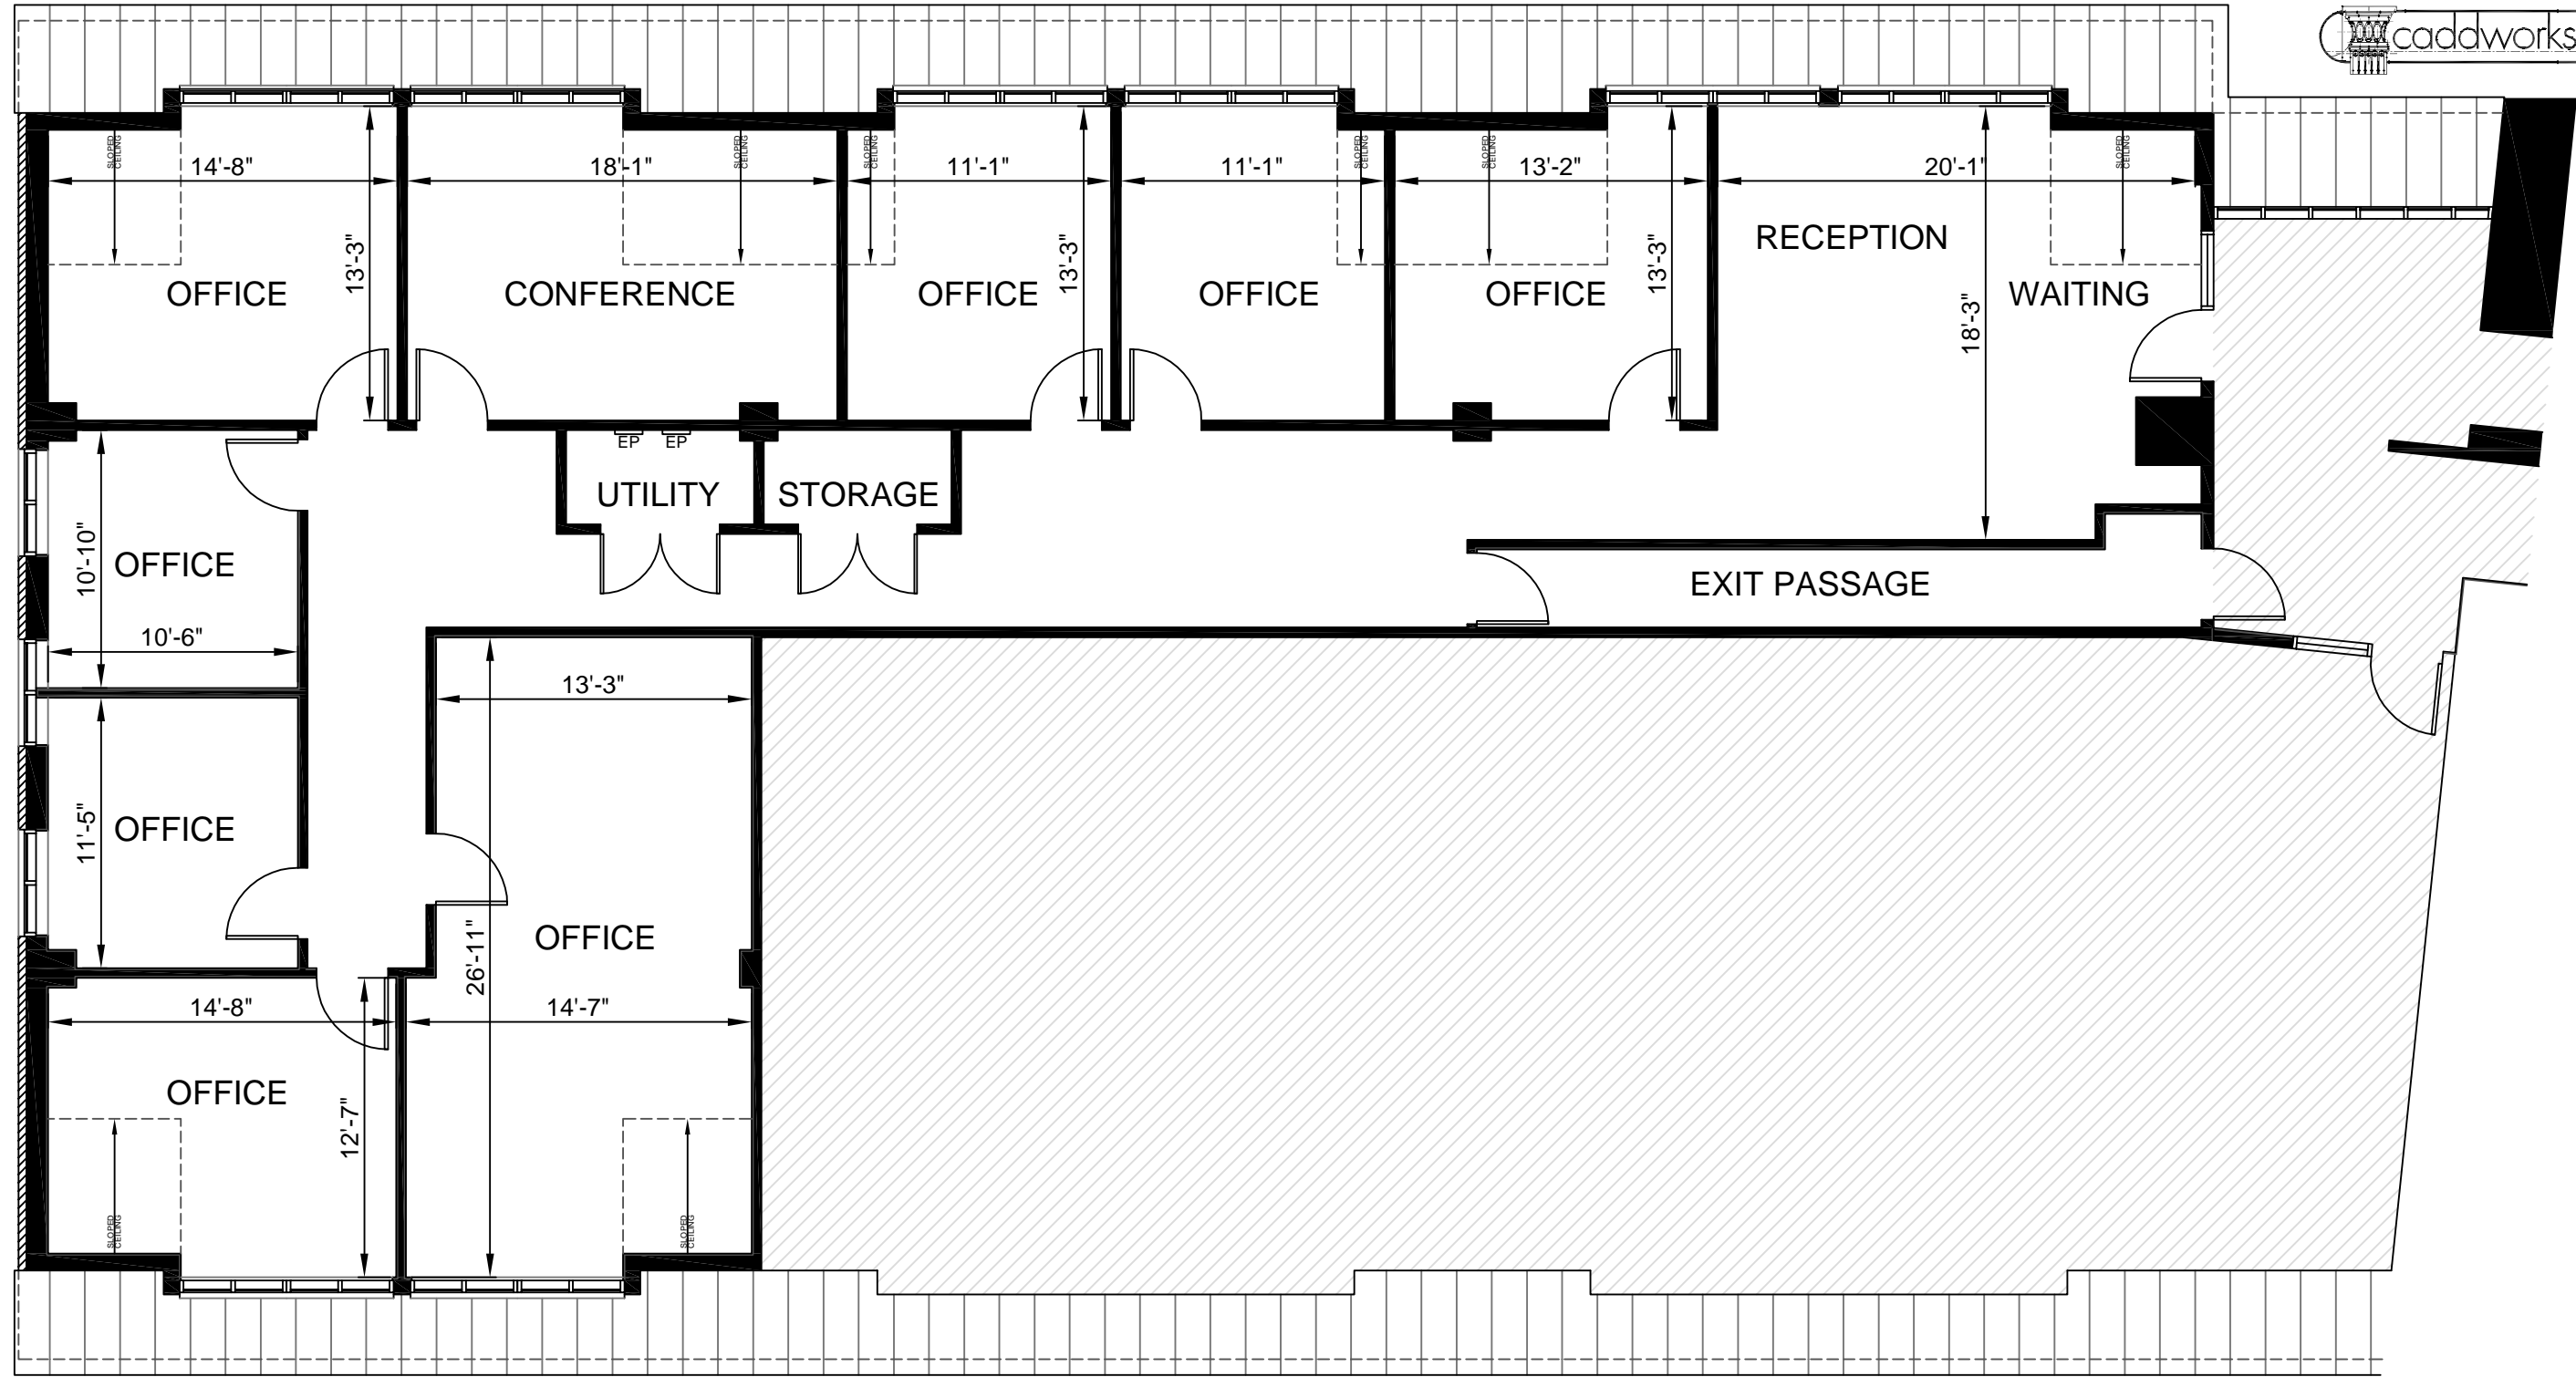 caddworks
SLOPED
CEILING
SLOPED
CEILING
SLOPED
CEILING
SLOPED
CEILING
SLOPED
CEILING
SLOPED
CEILING
14'-8"
18'-1"
11'-1"
11'-1"
13'-2"
20'-1"
13'-3"
13'-3"
13'-3"
RECEPTION
OFFICE
CONFERENCE
OFFICE
OFFICE
OFFICE
WAITING
18'-3"
EP
EP
UTILITY
STORAGE
10'-10"
OFFICE
EXIT PASSAGE
10'-6"
13'-3"
11'-5"
OFFICE
OFFICE
26'-11"
14'-8"
14'-7"
OFFICE
12'-7"
SLOPED
CEILING
SLOPED
CEILING